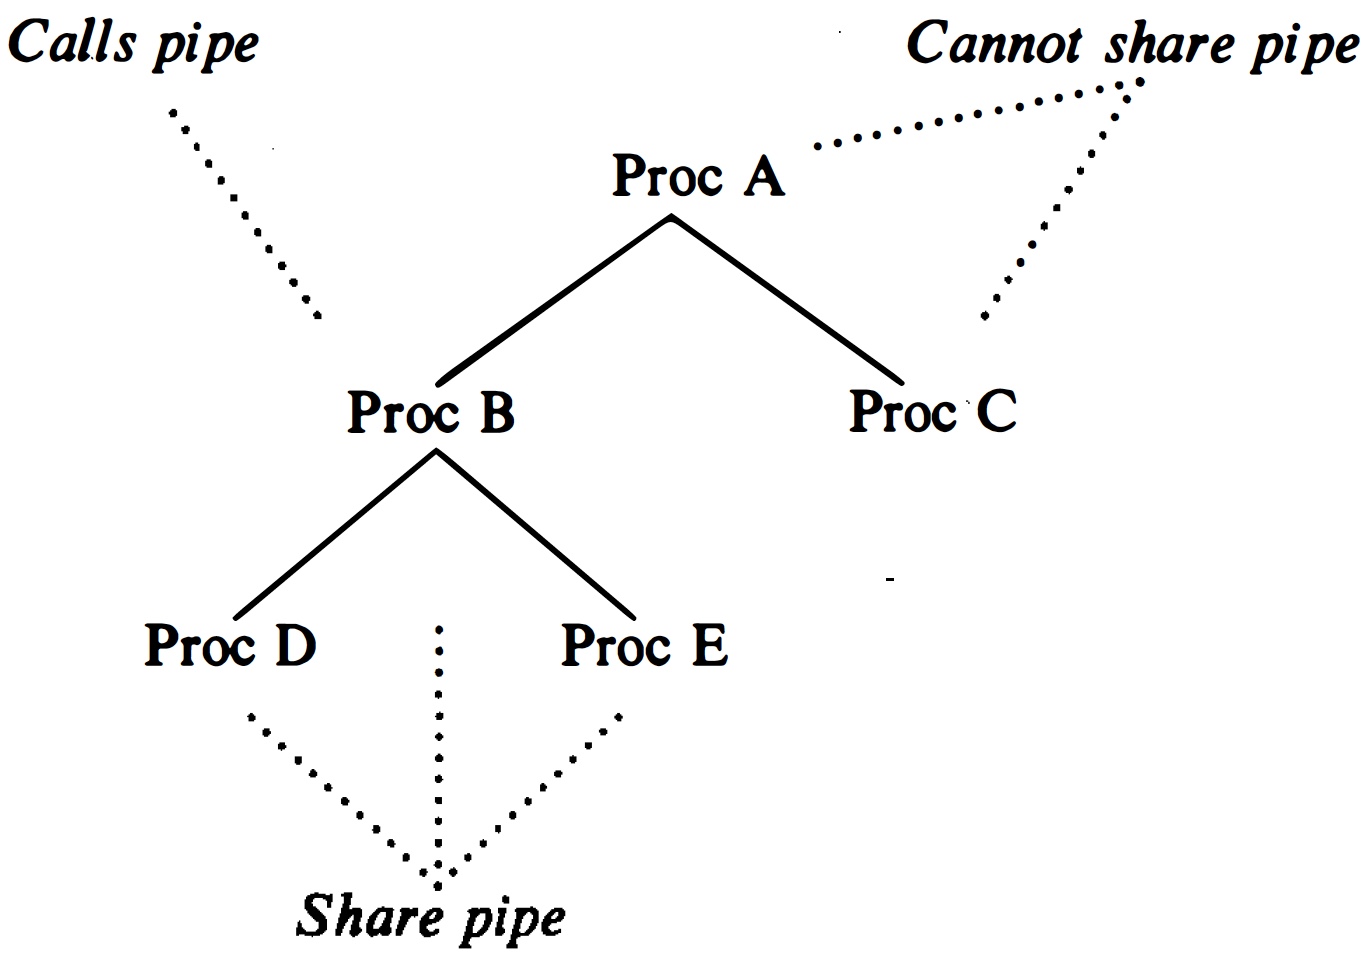 Calls pipe
Cannot share pipe
Proc A
Proc B
Proc C
Proc D
Proc E
Share pipe